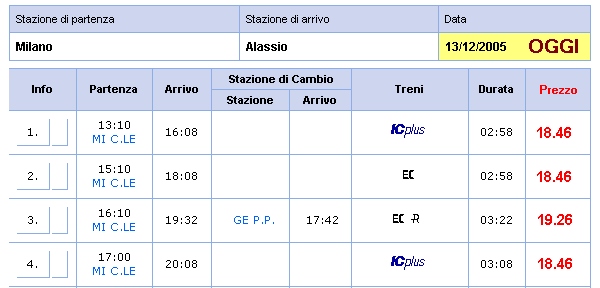 Stazione di partenza Stazione di arrivo Data
Milano Alassio 13/12/2005 OGGI
Info Partenza Arrivo Stazione di Cambio Treni Durata Prezzo
Stazione Arrivo
1. 13:10 16:08 ICplus 02:58 18.46
MI C.LE
2. 15:10 18:08 EC 02:58 18.46
MI C.LE
3. 16:10 19:32 GE P.P. 17:42 EC -R 03:22 19.26
MI C.LE
4. 17:00 20:08 ICplus 03:08 18.46
MI C.LE